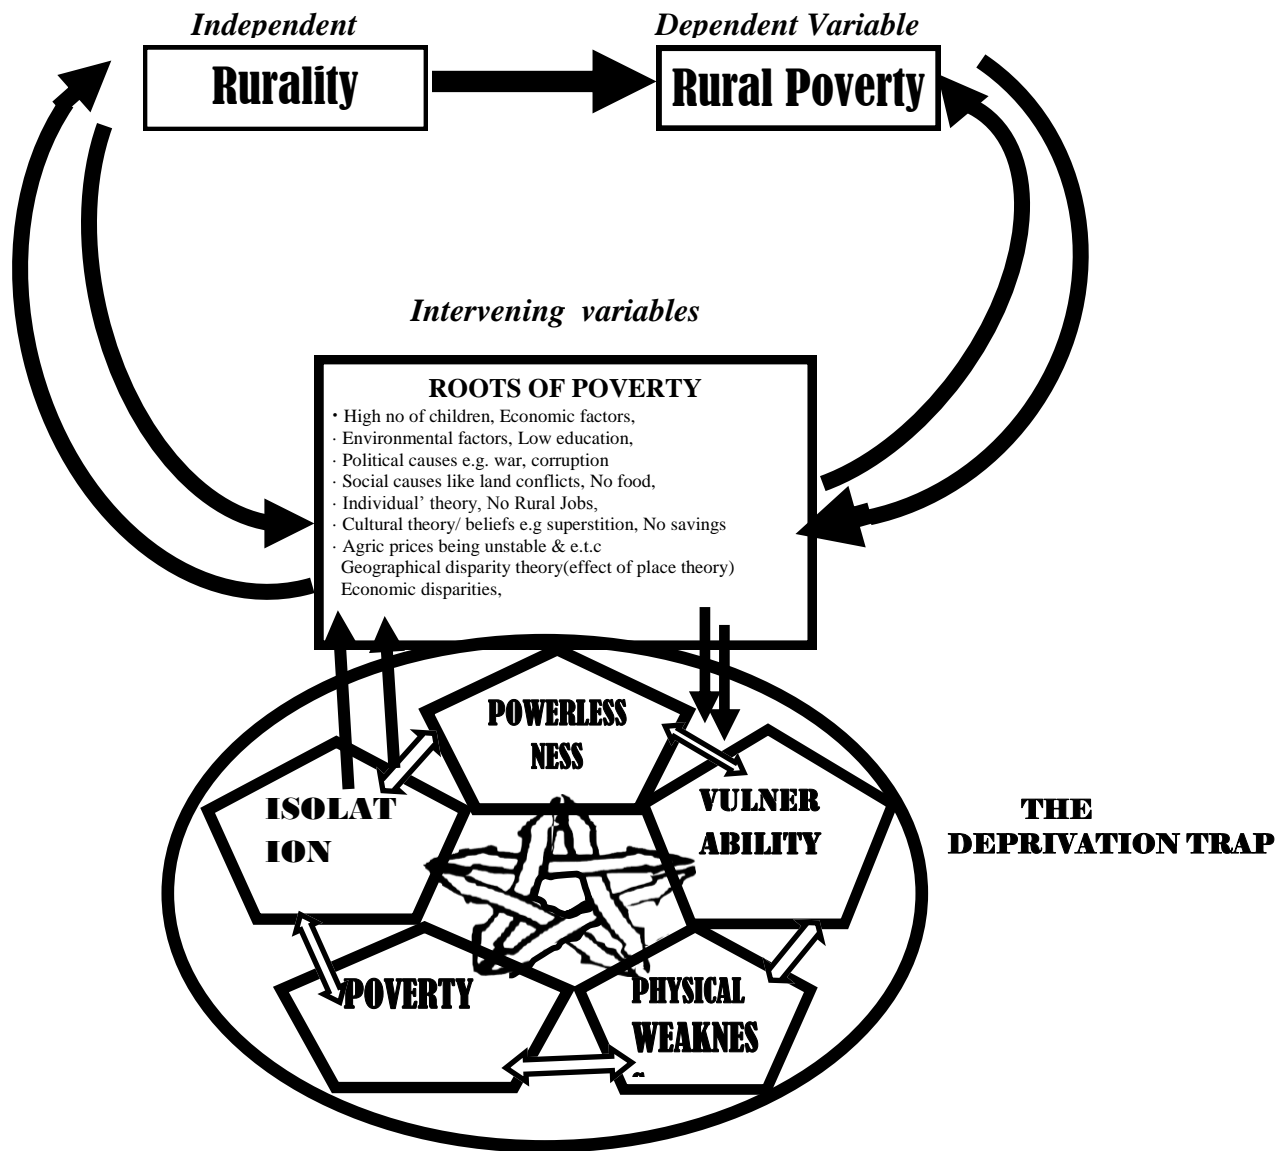 Independent
Dependent Variable
Rurality
Rural Poverty
Intervening variables
ROOTS OF POVERTY
· High no of children, Economic factors,
· Environmental factors, Low education,
· Political causes e.g. war, corruption
· Social causes like land conflicts, No food,
· Individual’ theory, No Rural Jobs,
· Cultural theory/ beliefs e.g superstition, No savings
· Agric prices being unstable & e.t.c
Geographical disparity theory(effect of place theory)
Economic disparities,
POWERLESS
NESS
ISOLAT
ION
VULNER
ABILITY
THE
DEPRIVATION TRAP
POVERTY
PHYSICAL
WEAKNES